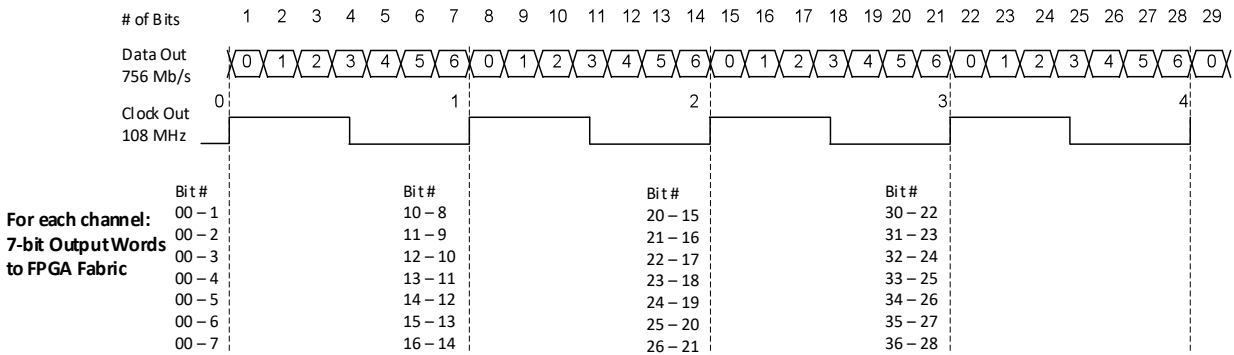 # of Bits 1 2 3 4 5 6 7 8 9 10 11 12 13 14 15 16 17 18 19 20 21 22 23 24 25 26 27 28 29
Data Out 0 1 2 3 4 5 6 0 1 2 3 4 5 6 0 1 2 3 4 5 6 0 1 2 3 4 5 6 0
756 Mb/s
0 1 2 3 4
Clock Out
108 MHz
Bit # Bit # Bit # Bit #
00 – 1 10 – 8 20 – 15 30 – 22
00 – 2 11 – 9 21 – 16 31 – 23
00 – 3 12 – 10 22 – 17 32 – 24
00 – 4 13 – 11 23 – 18 33 – 25
00 – 5 14 – 12 24 – 19 34 – 26
00 – 6 15 – 13 25 – 20 35 – 27
00 – 7 16 – 14 26 – 21 36 – 28
For each channel:
7-bit Output Words
to FPGA Fabric